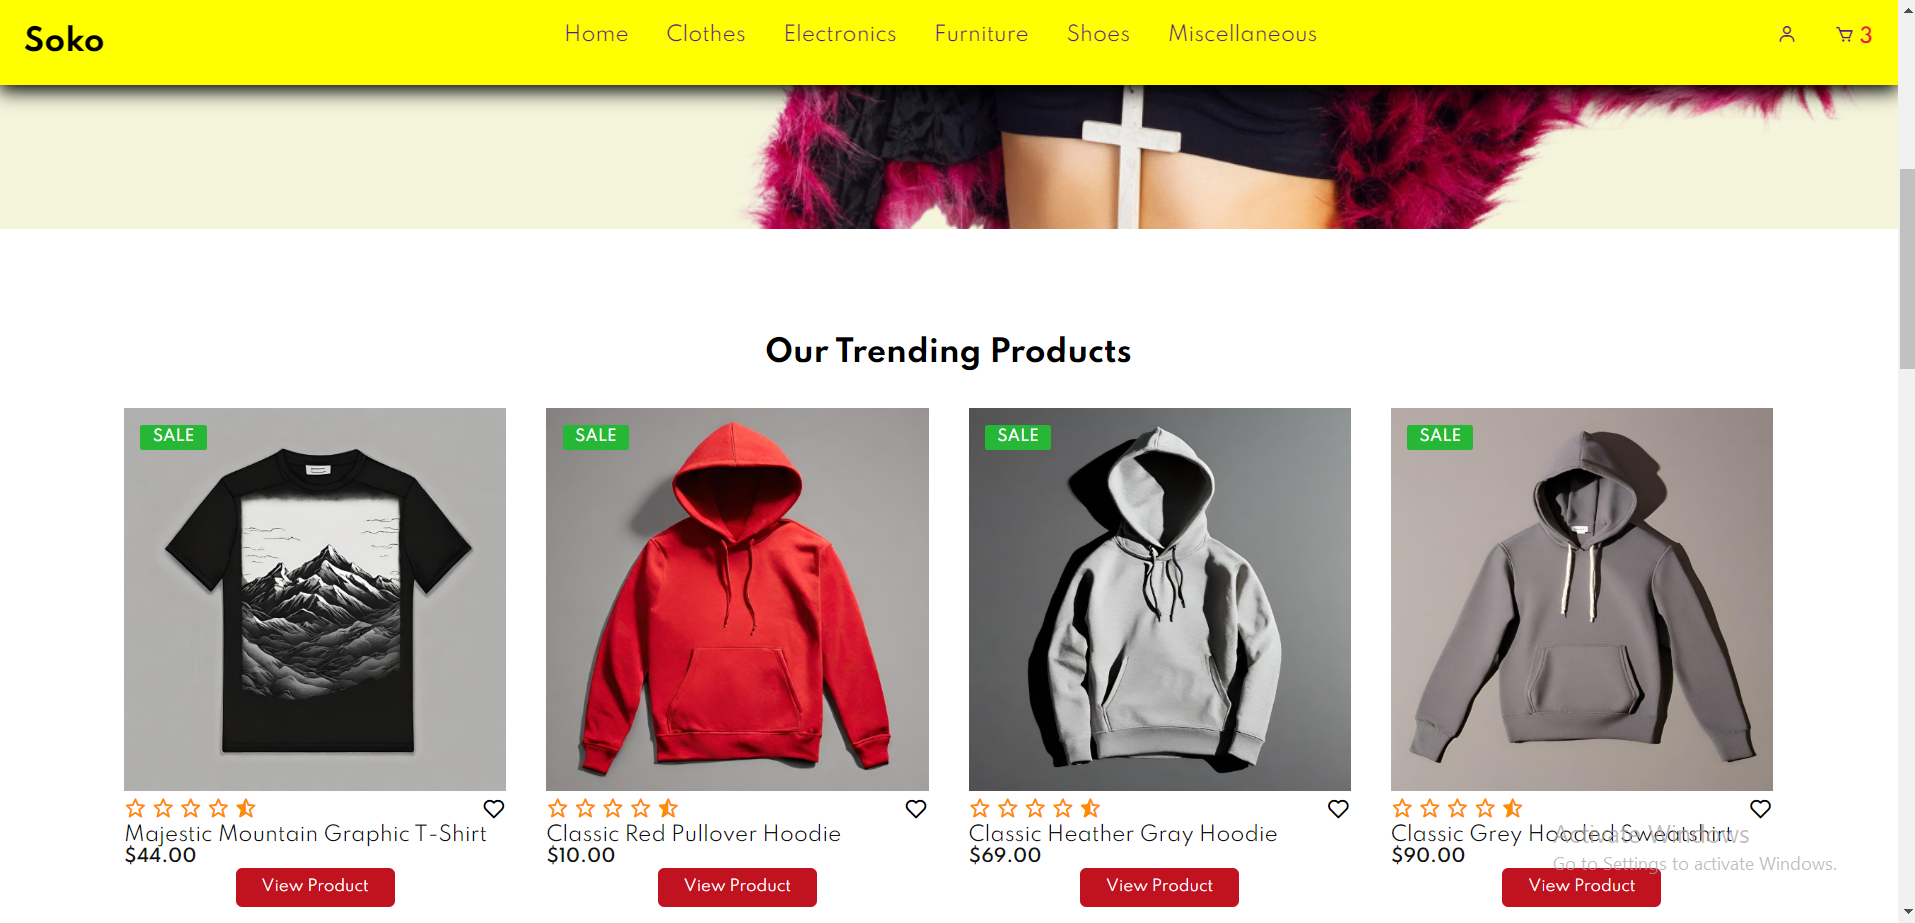 Soko
Home Clothes Electronics Furniture Shoes Miscellaneous
3
Our Trending Products
SALE SALE SALE SALE
Majestic Mountain Graphic T-Shirt
$44.00
View Product
Classic Red Pullover Hoodie
$10.00
View Product
Classic Heather Gray Hoodie
$69.00
View Product
Classic Grey Hooded Sweatshirt
$90.00
View Product
Activate Windows
Go to Settings to activate Windows.